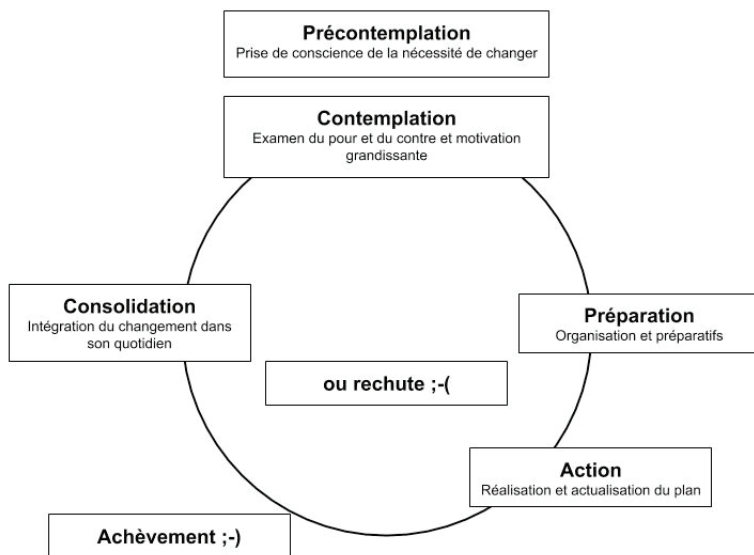 Précontemplation
Prise de conscience de la nécessité de changer
Contemplation
Examen du pour et du contre et motivation
grandissante
Consolidation
Intégration du changement dans
son quotidien
Préparation
Organisation et préparatifs
ou rechute ;-(
Action
Réalisation et actualisation du plan
Achèvement ;-)